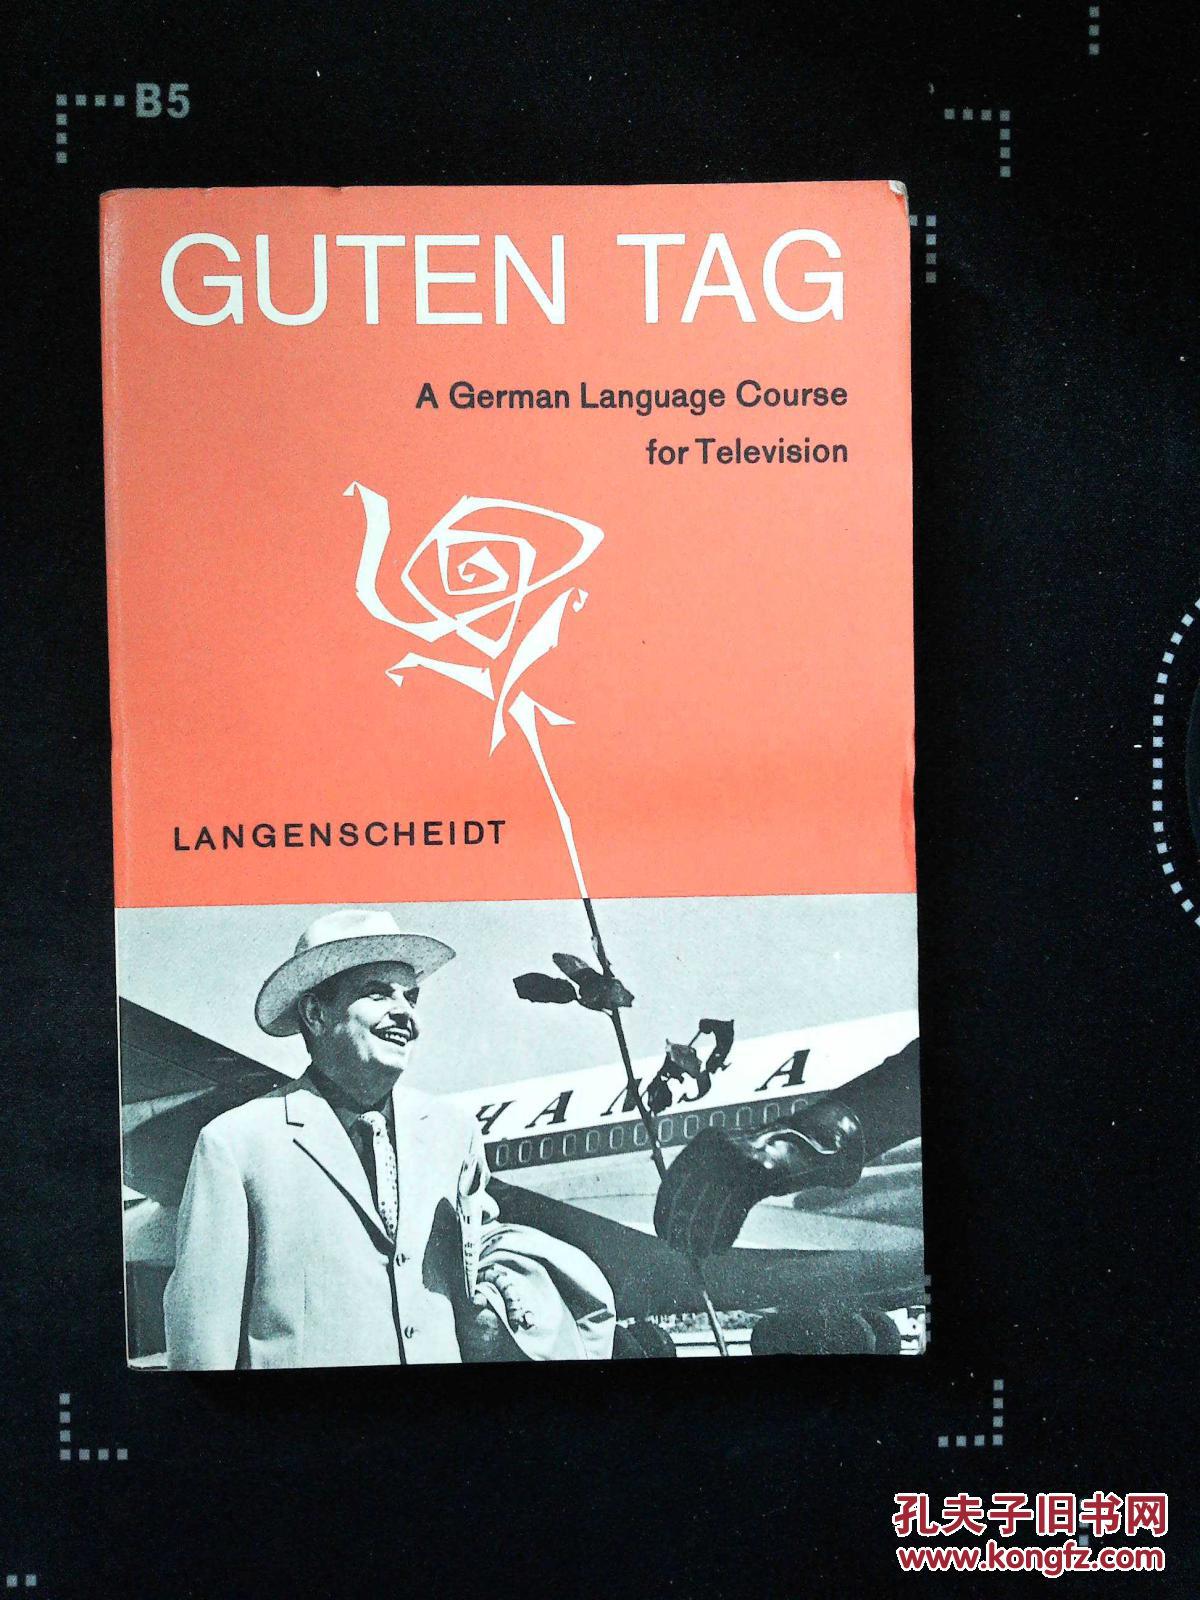 B5
GUTEN TAG
A German Language Course
for Television
LANGENSCHEIDT
孔夫子旧书网
www.kongfz.com